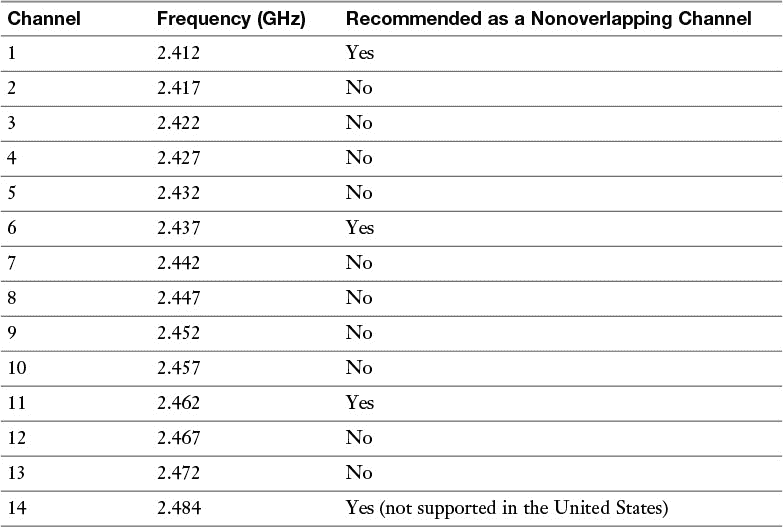 Channel Frequency (GHz) Recommended as a Nonoverlapping Channel
1 2.412 Yes
2 2.417 No
3 2.422 No
4 2.427 No
5 2.432 No
6 2.437 Yes
7 2.442 No
8 2.447 No
9 2.452 No
10 2.457 No
11 2.462 Yes
12 2.467 No
13 2.472 No
14 2.484 Yes (not supported in the United States)